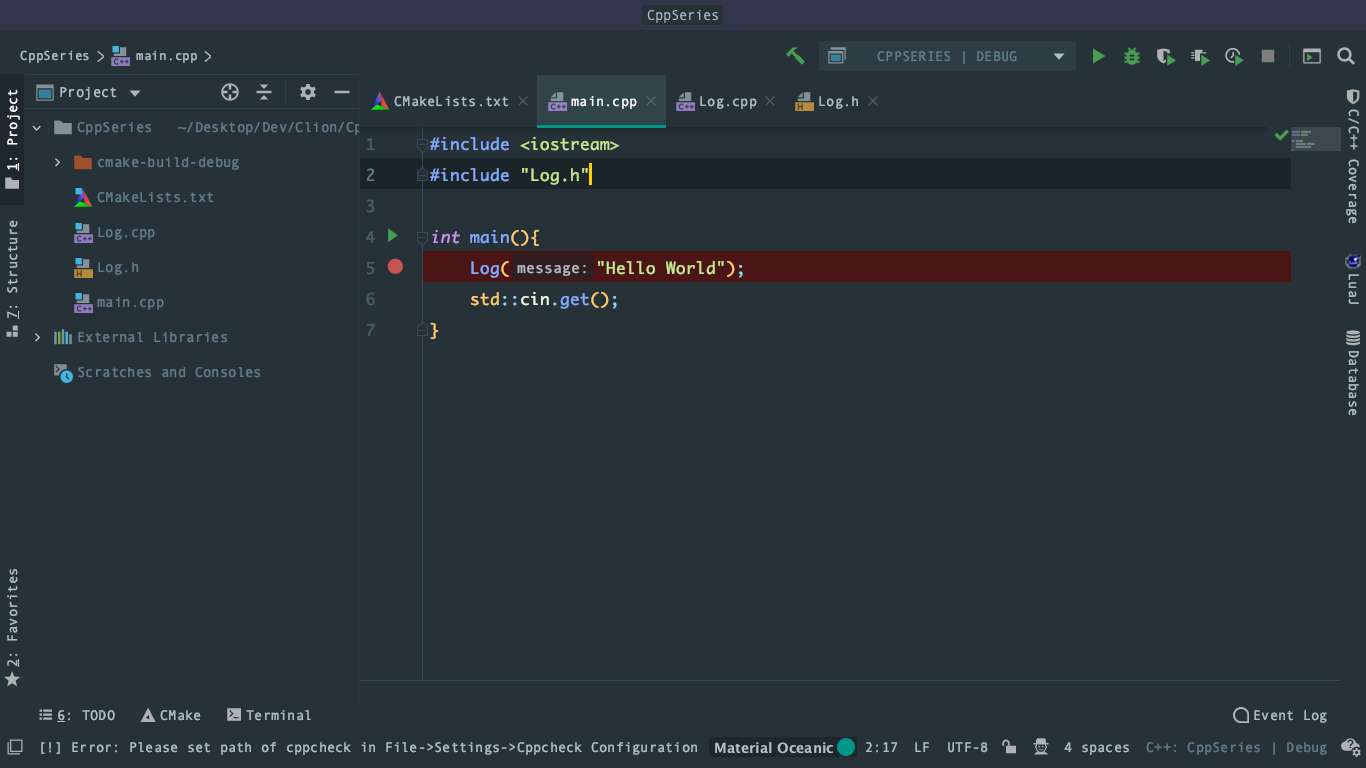 CppSeries
CppSeries > main.cpp >
CPPSERIES | DEBUG
1: Project
Z: Structure
2: Favorites
Project
CppSeries ~/Desktop/Dev/Clion/Cp
cmake-build-debug
CMakeLists.txt
Log.cpp
Log.h
main.cpp
External Libraries
Scratches and Consoles
CMakeLists.txt main.cpp Log.cpp Log.h
1 #include <iostream>
2 #include "Log.h"
3
4 int main(){
5 Log( message: "Hello World");
6 std::cin.get();
7 }
C/C++ Coverage
LuaJ
Database
6: TODO CMake Terminal Event Log
[!] Error: Please set path of cppcheck in File->Settings->Cppcheck Configuration Material Oceanic 2:17 LF UTF-8 4 spaces C++: CppSeries | Debug